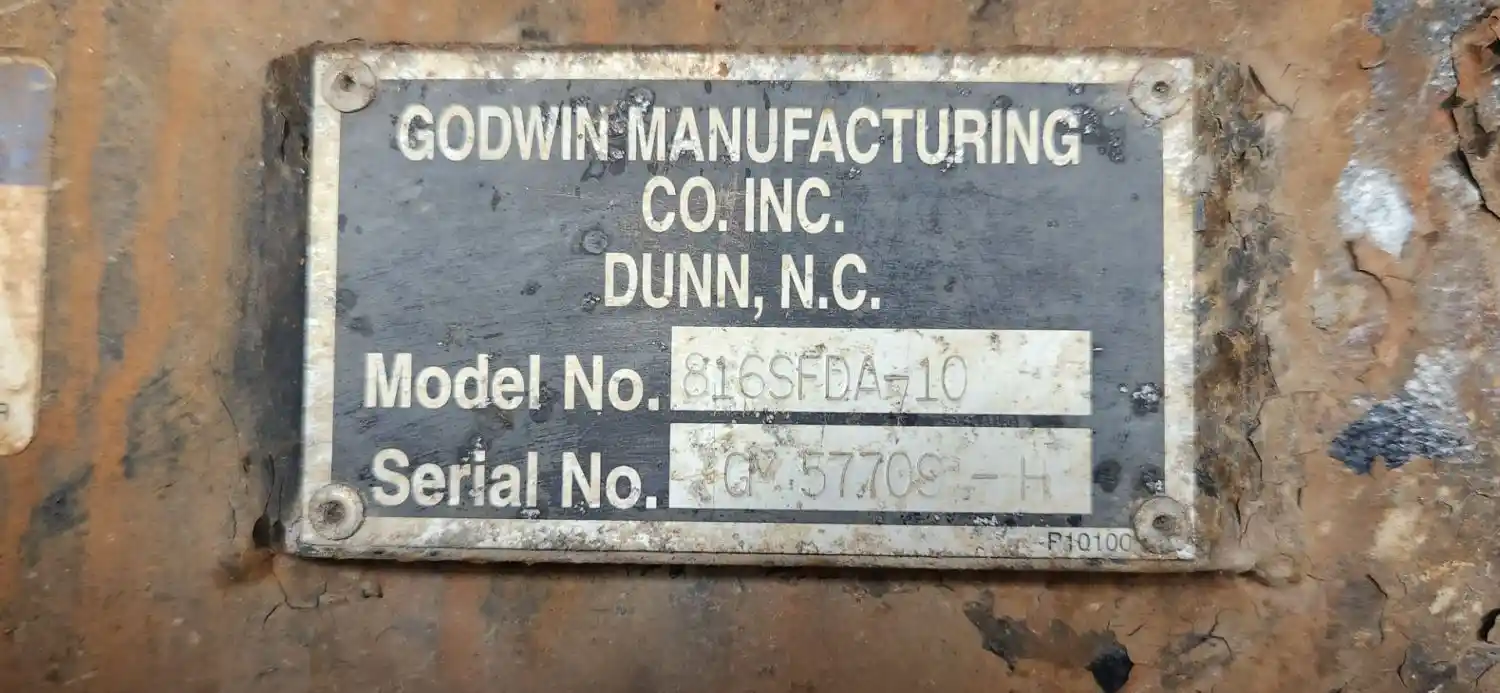 GODWIN MANUFACTURING
CO. INC.
DUNN, N.C.
Model No. 816SFDA-10
Serial No.
P10100